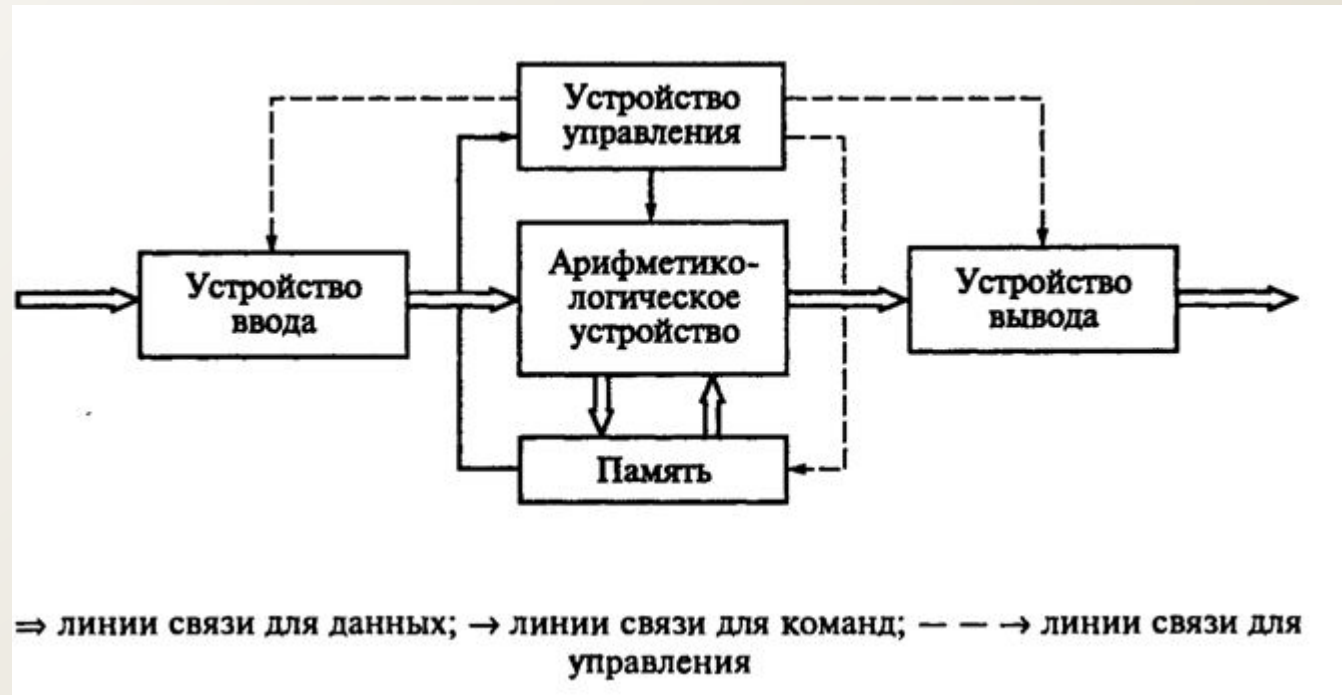 Устройство
управления
Устройство
ввода
Арифметико-
логическое
устройство
Устройство
вывода
Память
⇒ линии связи для данных; → линии связи для команд; – – → линии связи для
управления